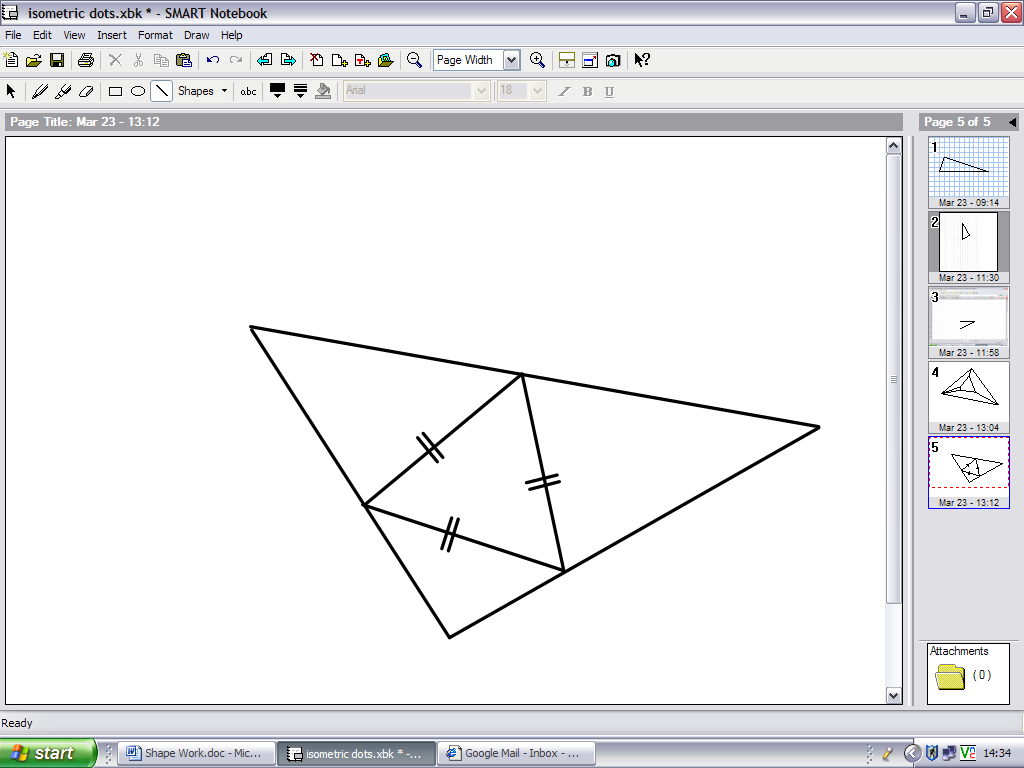 isometric dots.xbk * - SMART Notebook
File Edit View Insert Format Draw Help
Page Width
Shapes abc Arial 18 I B U
Page Title: Mar 23 - 13:12
Page 5 of 5
1
Mar 23 - 09:14
2
Mar 23 - 11:30
3
Mar 23 - 11:58
4
Mar 23 - 13:04
5
Mar 23 - 13:12
Attachments
(0)
Ready
start Shape Work.doc - Mic... isometric dots.xbk * -... Google Mail - Inbox - ... 14:34